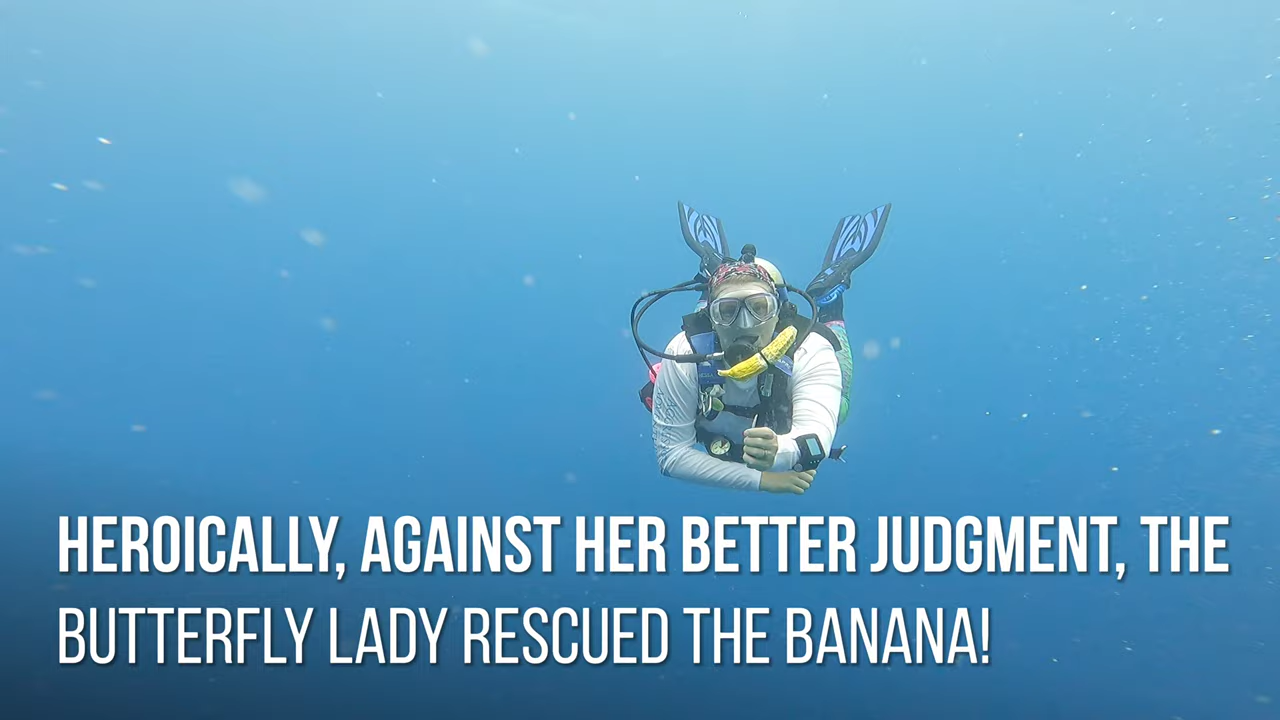 HEROICALLY, AGAINST HER BETTER JUDGMENT, THE
BUTTERFLY LADY RESCUED THE BANANA!